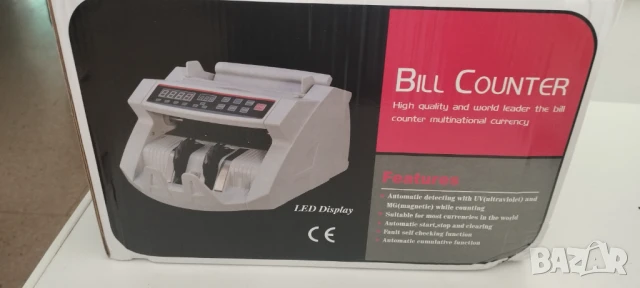 BILL COUNTER
High quality and world leader the bill
counter multinational currency
Features
Automatic detecting with UV(ultraviolet) and
MG(magnetic) while counting
Suitable for most currencies in the world
Automatic start,stop and clearing
Fault self checking function
Automatic cumulative function
LED Display
CE
BAZAR